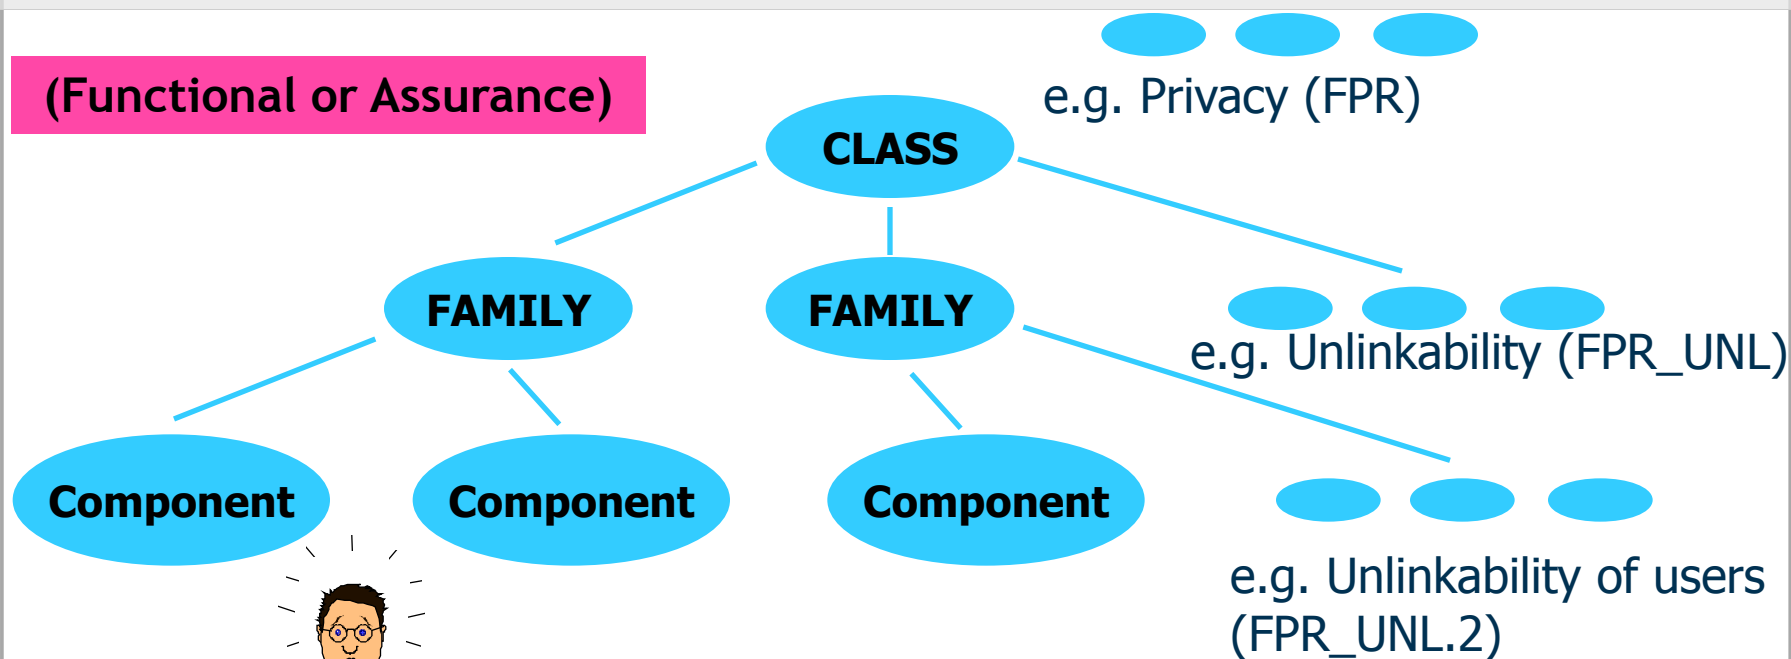 (Functional or Assurance)
e.g. Privacy (FPR)
CLASS
FAMILY
FAMILY
e.g. Unlinkability (FPR_UNL)
Component
Component
Component
e.g. Unlinkability of users
(FPR_UNL.2)